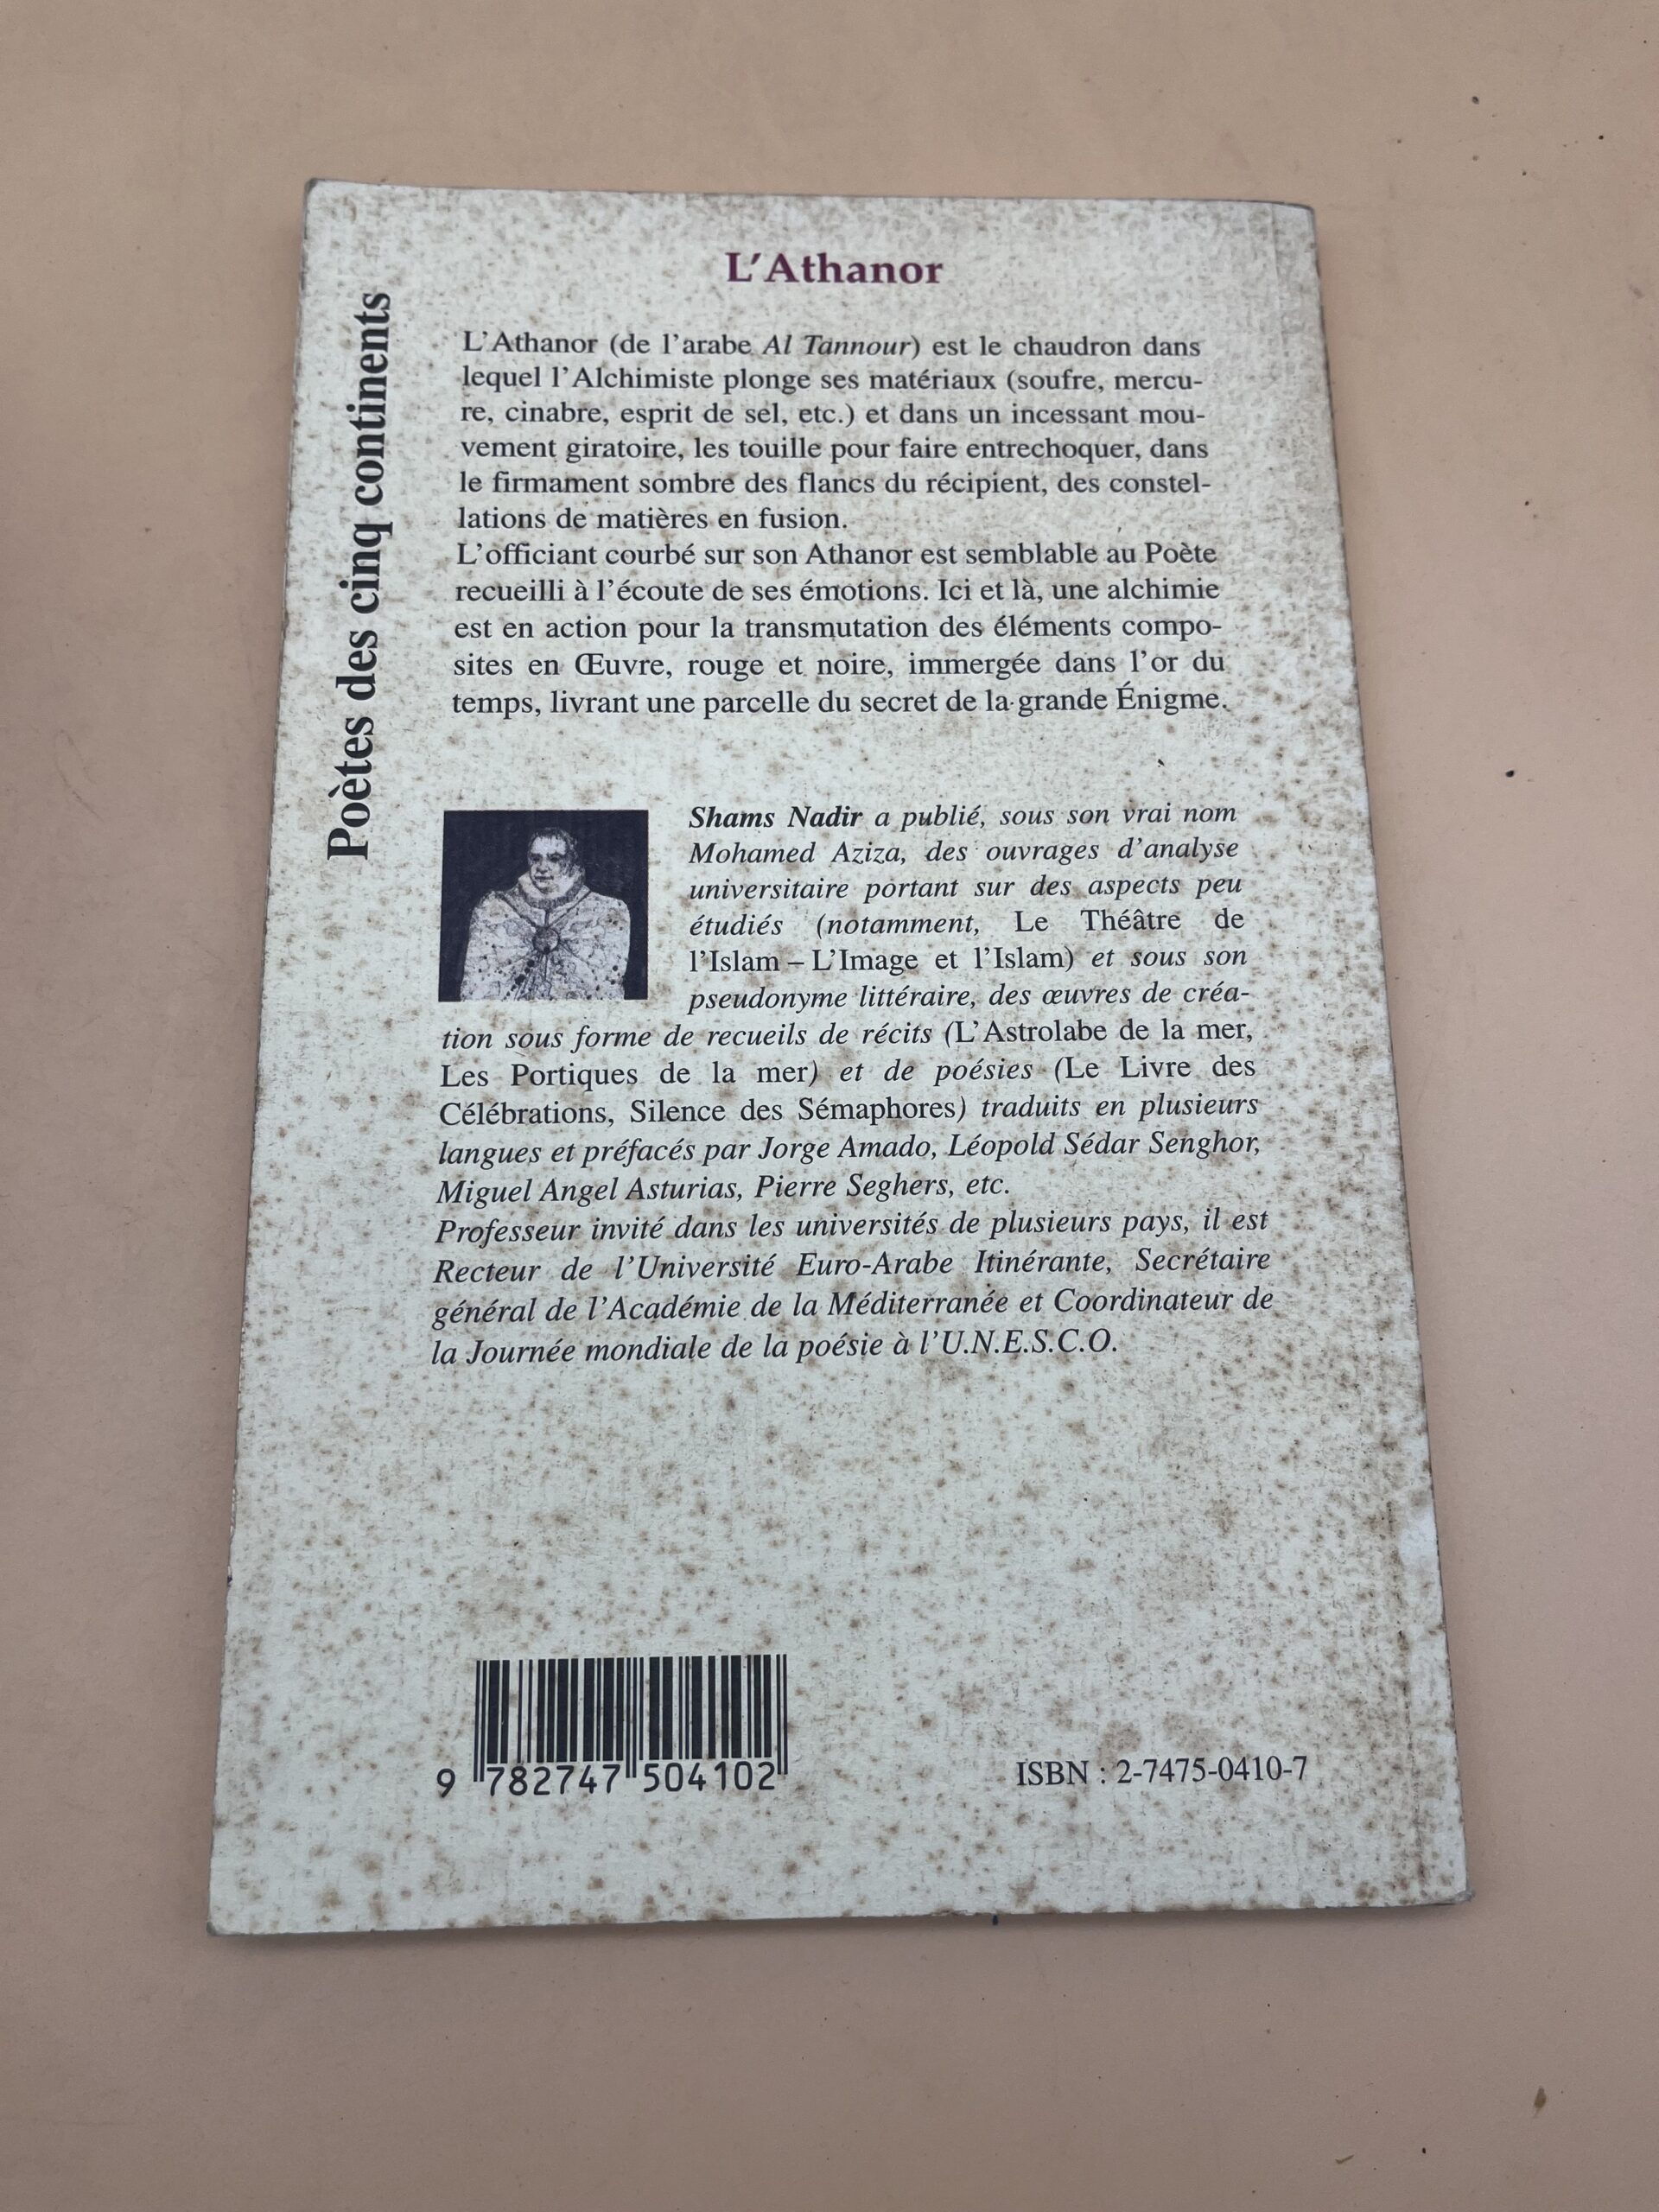 L'Athanor
Poètes des cinq continents
L'Athanor (de l'arabe Al Tannour) est le chaudron dans
lequel l'Alchimiste plonge ses matériaux (soufre, mercu-
re, cinabre, esprit de sel, etc.) et dans un incessant mou-
vement giratoire, les touille pour faire entrechoquer, dans
le firmament sombre des flancs du récipient, des constel-
lations de matières en fusion.
L'officiant courbé sur son Athanor est semblable au Poète
recueilli à l'écoute de ses émotions. Ici et là, une alchimie
est en action pour la transmutation des éléments compo-
sites en Œuvre, rouge et noire, immergée dans l'or du
temps, livrant une parcelle du secret de la grande Énigme.
Shams Nadir a publié, sous son vrai nom
Mohamed Aziza, des ouvrages d'analyse
universitaire portant sur des aspects peu
étudiés (notamment, Le Théâtre de
l'Islam – L'Image et l'Islam) et sous son
pseudonyme littéraire, des œuvres de créa-
tion sous forme de recueils de récits (L'Astrolabe de la mer,
Les Portiques de la mer) et de poésies (Le Livre des
Célébrations, Silence des Sémaphores) traduits en plusieurs
langues et préfacés par Jorge Amado, Léopold Sédar Senghor,
Miguel Angel Asturias, Pierre Seghers, etc.
Professeur invité dans les universités de plusieurs pays, il est
Recteur de l'Université Euro-Arabe Itinérante, Secrétaire
général de l'Académie de la Méditerranée et Coordinateur de
la Journée mondiale de la poésie à l'U.N.E.S.C.O.
9 782747 504102
ISBN : 2-7475-0410-7